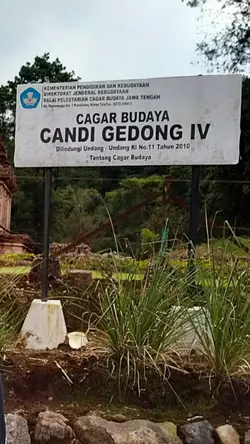 KEMENTERIAN PENDIDIKAN DAN KEBUDAYAAN
DIREKTORAT JENDERAL KEBUDAYAAN
BALAI PELESTARIAN CAGAR BUDAYA JAWA TENGAH
CAGAR BUDAYA
CANDI GEDONG IV
Dilindungi Undang - Undang RI No.11 Tahun 2010
Tentang Cagar Budaya